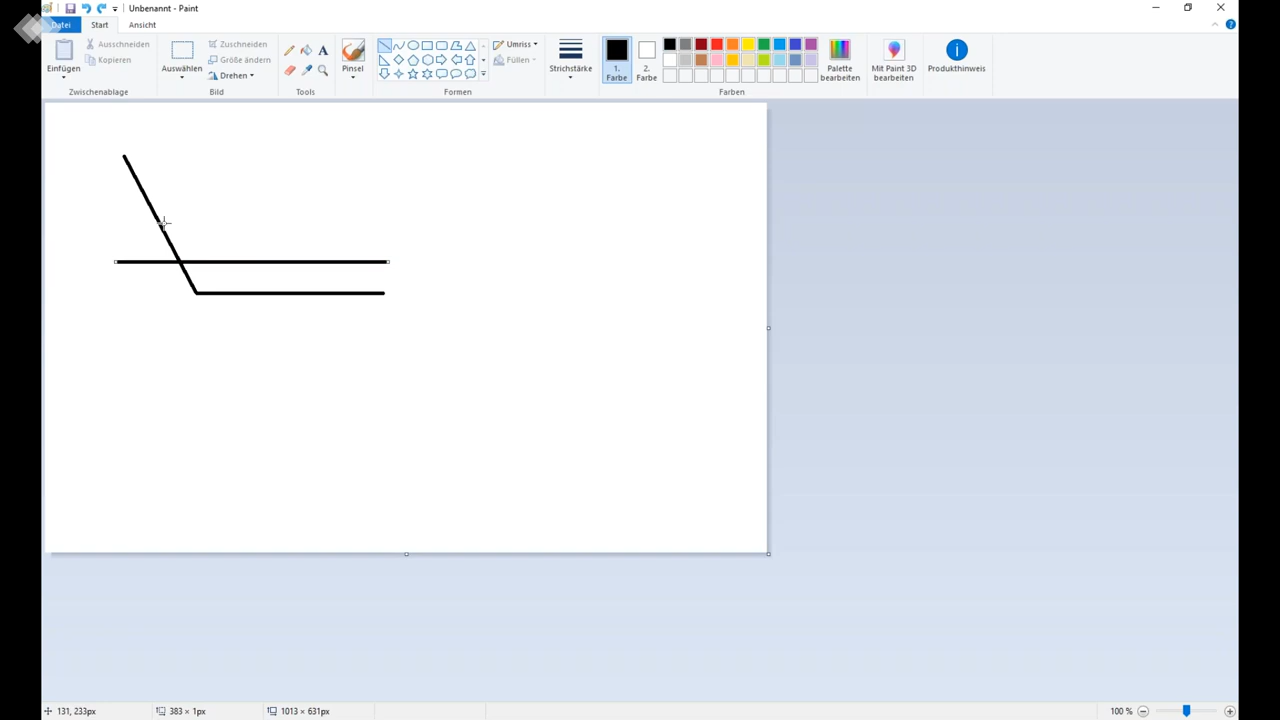 Unbenannt - Paint
Datei Start Ansicht
Einfügen
Ausschneiden
Kopieren
Zwischenablage
Auswählen
Zuschneiden
Größe ändern
Drehen
Bild
Tools
Pinsel
Umriss
Füllen
Formen
Strichstärke
1. Farbe
2. Farbe
Farben
Palette bearbeiten
Mit Paint 3D bearbeiten
Produkthinweis
131, 233px 383 × 1px 1013 × 631px 100 %